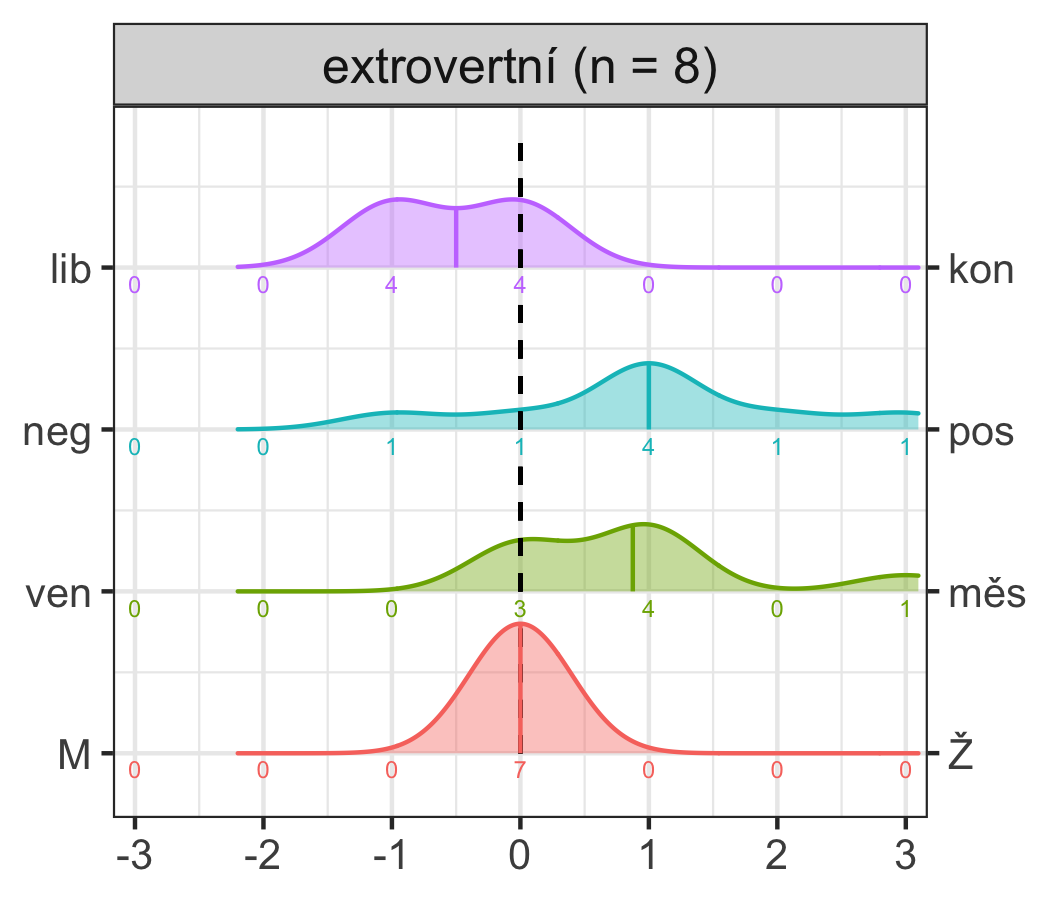 extrovertní (n = 8)
lib kon
0 0 4 4 0 0 0
neg pos
0 0 1 1 4 1 1
ven měs
0 0 0 3 4 0 1
M Ž
0 0 0 7 0 0 0
-3 -2 -1 0 1 2 3